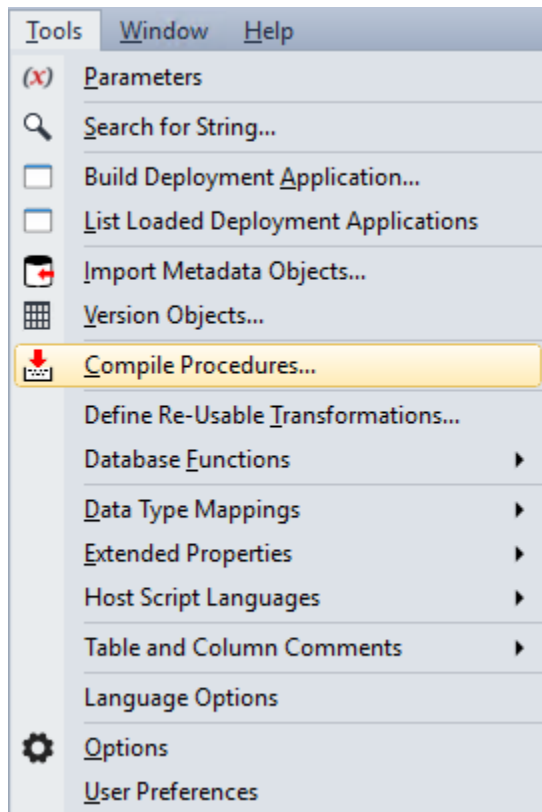 Tools Window Help
(x) Parameters
Search for String...
Build Deployment Application...
List Loaded Deployment Applications
Import Metadata Objects...
Version Objects...
Compile Procedures...
Define Re-Usable Transformations...
Database Functions
Data Type Mappings
Extended Properties
Host Script Languages
Table and Column Comments
Language Options
Options
User Preferences